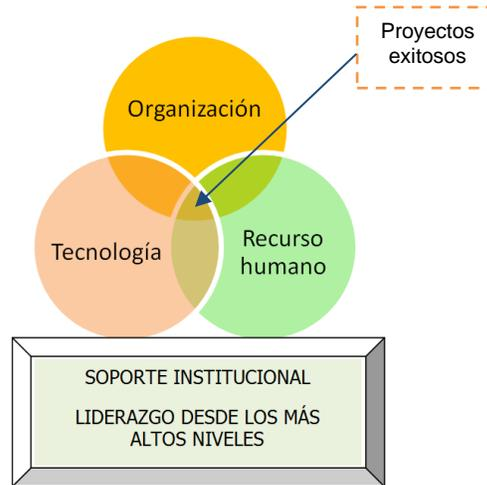 Proyectos
exitosos
Organización
Tecnología
Recurso
humano
SOPORTE INSTITUCIONAL
LIDERAZGO DESDE LOS MÁS
ALTOS NIVELES